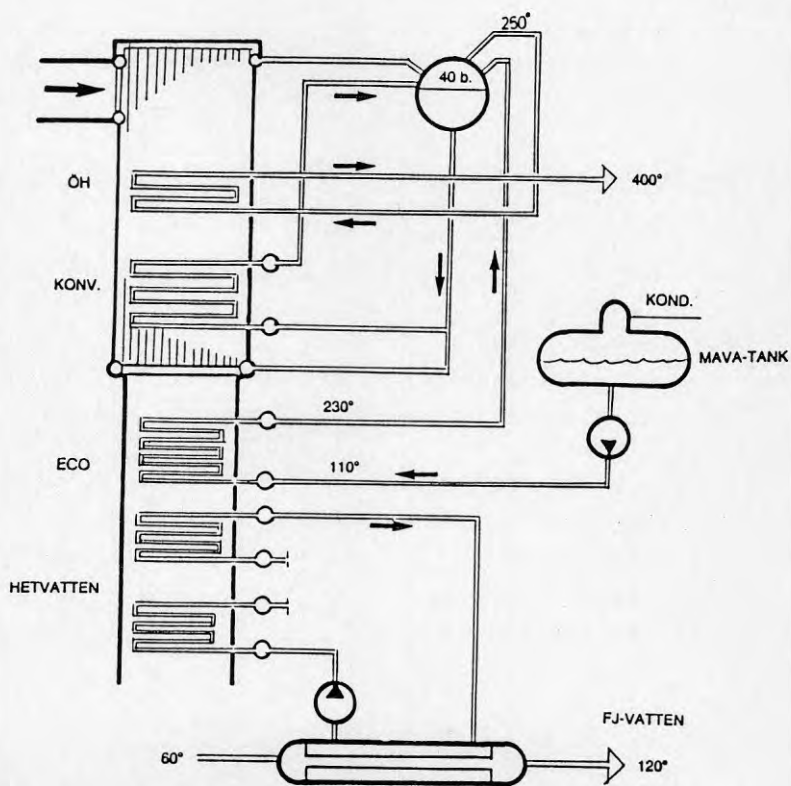 250°
40 b.
ÖH
400°
KONV.
KOND.
MAVA-TANK
230°
ECO
110°
HETVATTEN
FJ-VATTEN
60°
120°